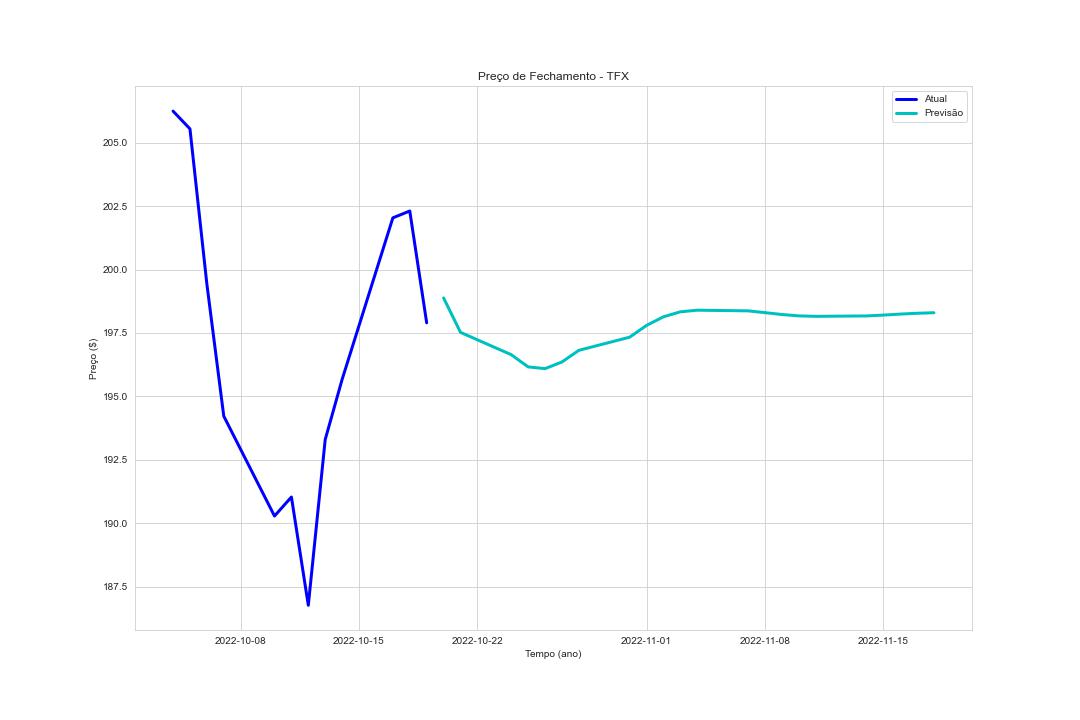 Preço de Fechamento - TFX
Atual
Previsão
205.0
202.5
200.0
197.5
195.0
192.5
190.0
187.5
Preço ($)
2022-10-08 2022-10-15 2022-10-22 2022-11-01 2022-11-08 2022-11-15
Tempo (ano)